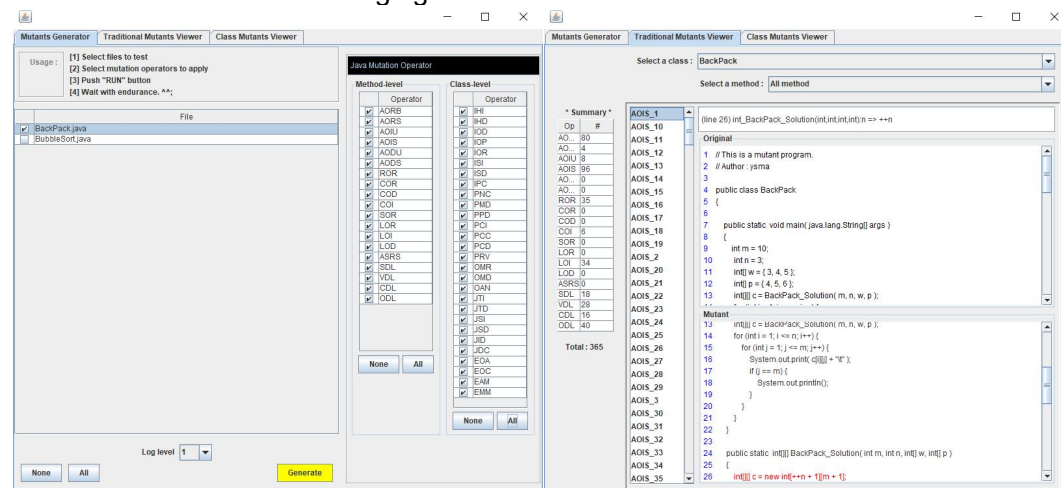 Mutants Generator Traditional Mutants Viewer Class Mutants Viewer
Usage :
[1] Select files to test
[2] Select mutation operators to apply
[3] Push "RUN" button
[4] Wait with endurance. ^^;
File
BackPack.java
BubbleSort.java
Log level 1
None All Generate
Java Mutation Operator
Method-level
Operator
AORB
AORS
AOIU
AOIS
AODU
AODS
ROR
COR
COD
COI
SOR
LOR
LOI
LOD
ASRS
SDL
VDL
CDL
ODL
None All
Class-level
Operator
IHI
IHD
IOD
IOP
IOR
ISI
ISD
IPC
PNC
PMD
PPD
PCI
PCC
PCD
PRV
OMR
OMD
OAN
JTI
JTD
JSI
JSD
JID
JDC
EOA
EOC
EAM
EMM
None All
Mutants Generator Traditional Mutants Viewer Class Mutants Viewer
Select a class : BackPack
Select a method : All method
* Summary *
Op #
AO... 80
AO... 4
AOIU 8
AOIS 96
AO... 0
AO... 0
ROR 35
COR 0
COD 0
COI 6
SOR 0
LOR 0
LOI 34
LOD 0
ASRS 0
SDL 18
VDL 28
CDL 16
ODL 40
Total : 365
AOIS_1
AOIS_10
AOIS_11
AOIS_12
AOIS_13
AOIS_14
AOIS_15
AOIS_16
AOIS_17
AOIS_18
AOIS_19
AOIS_2
AOIS_20
AOIS_21
AOIS_22
AOIS_23
AOIS_24
AOIS_25
AOIS_26
AOIS_27
AOIS_28
AOIS_29
AOIS_3
AOIS_30
AOIS_31
AOIS_32
AOIS_33
AOIS_34
AOIS_35
(line 26) int_BackPack_Solution(int,int,int,int):n => ++n
Original
1 // This is a mutant program.
2 // Author : ysma
3
4 public class BackPack
5 {
6
7 public static void main( java.lang.String[] args )
8 {
9 int m = 10;
10 int n = 3;
11 int[] w = { 3, 4, 5 };
12 int[] p = { 4, 5, 6 };
13 int[][] c = BackPack_Solution( m, n, w, p );
Mutant
13 int[][] c = BackPack_Solution( m, n, w, p );
14 for (int i = 1; i <= n; i++) {
15 for (int j = 1; j <= m; j++) {
16 System.out.print( c[i][j] + "\t" );
17 if (j == m) {
18 System.out.println();
19 }
20 }
21 }
22 }
23
24 public static int[][] BackPack_Solution( int m, int n, int[] w, int[] p )
25 {
26 int[][] c = new int[++n + 1][m + 1];